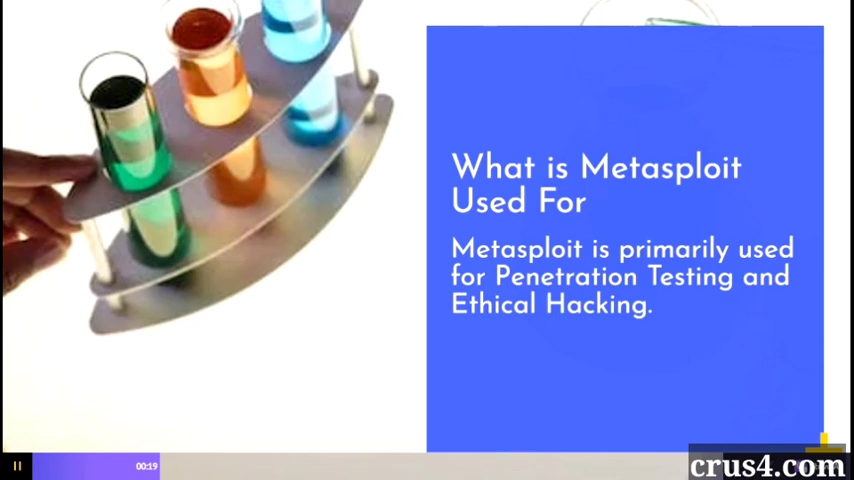 What is Metasploit
Used For
Metasploit is primarily used
for Penetration Testing and
Ethical Hacking.
00:19
crus4.com